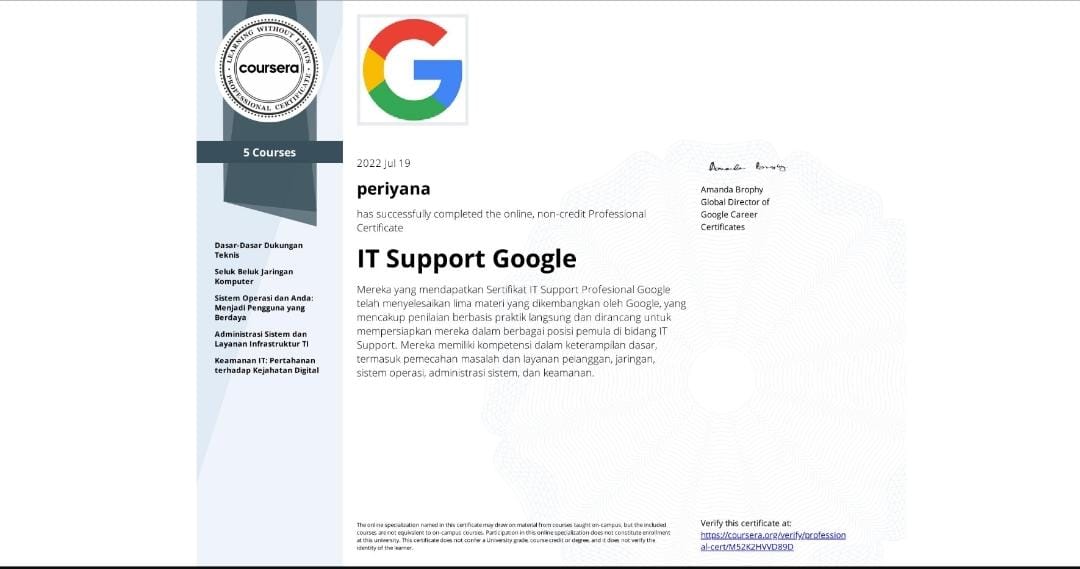 LEARNING WITHOUT LIMITS
coursera
PROFESSIONAL CERTIFICATE
5 Courses
Dasar-Dasar Dukungan
Teknis
Seluk Beluk Jaringan
Komputer
Sistem Operasi dan Anda:
Menjadi Pengguna yang
Berdaya
Administrasi Sistem dan
Layanan Infrastruktur TI
Keamanan IT: Pertahanan
terhadap Kejahatan Digital
2022 Jul 19
periyana
has successfully completed the online, non-credit Professional
Certificate
IT Support Google
Mereka yang mendapatkan Sertifikat IT Support Profesional Google
telah menyelesaikan lima materi yang dikembangkan oleh Google, yang
mencakup penilaian berbasis praktik langsung dan dirancang untuk
mempersiapkan mereka dalam berbagai posisi pemula di bidang IT
Support. Mereka memiliki kompetensi dalam keterampilan dasar,
termasuk pemecahan masalah dan layanan pelanggan, jaringan,
sistem operasi, administrasi sistem, dan keamanan.
Amanda Brophy
Amanda Brophy
Global Director of
Google Career
Certificates
The online specialization named in this certificate may draw on material from courses taught on-campus, but the included
courses are not equivalent to on-campus courses. Participation in this online specialization does not constitute enrollment
at this university. This certificate does not confer a University grade, course credit or degree, and it does not verify the
identity of the learner.
Verify this certificate at:
https://coursera.org/verify/profession
al-cert/M52K2HVVD89D